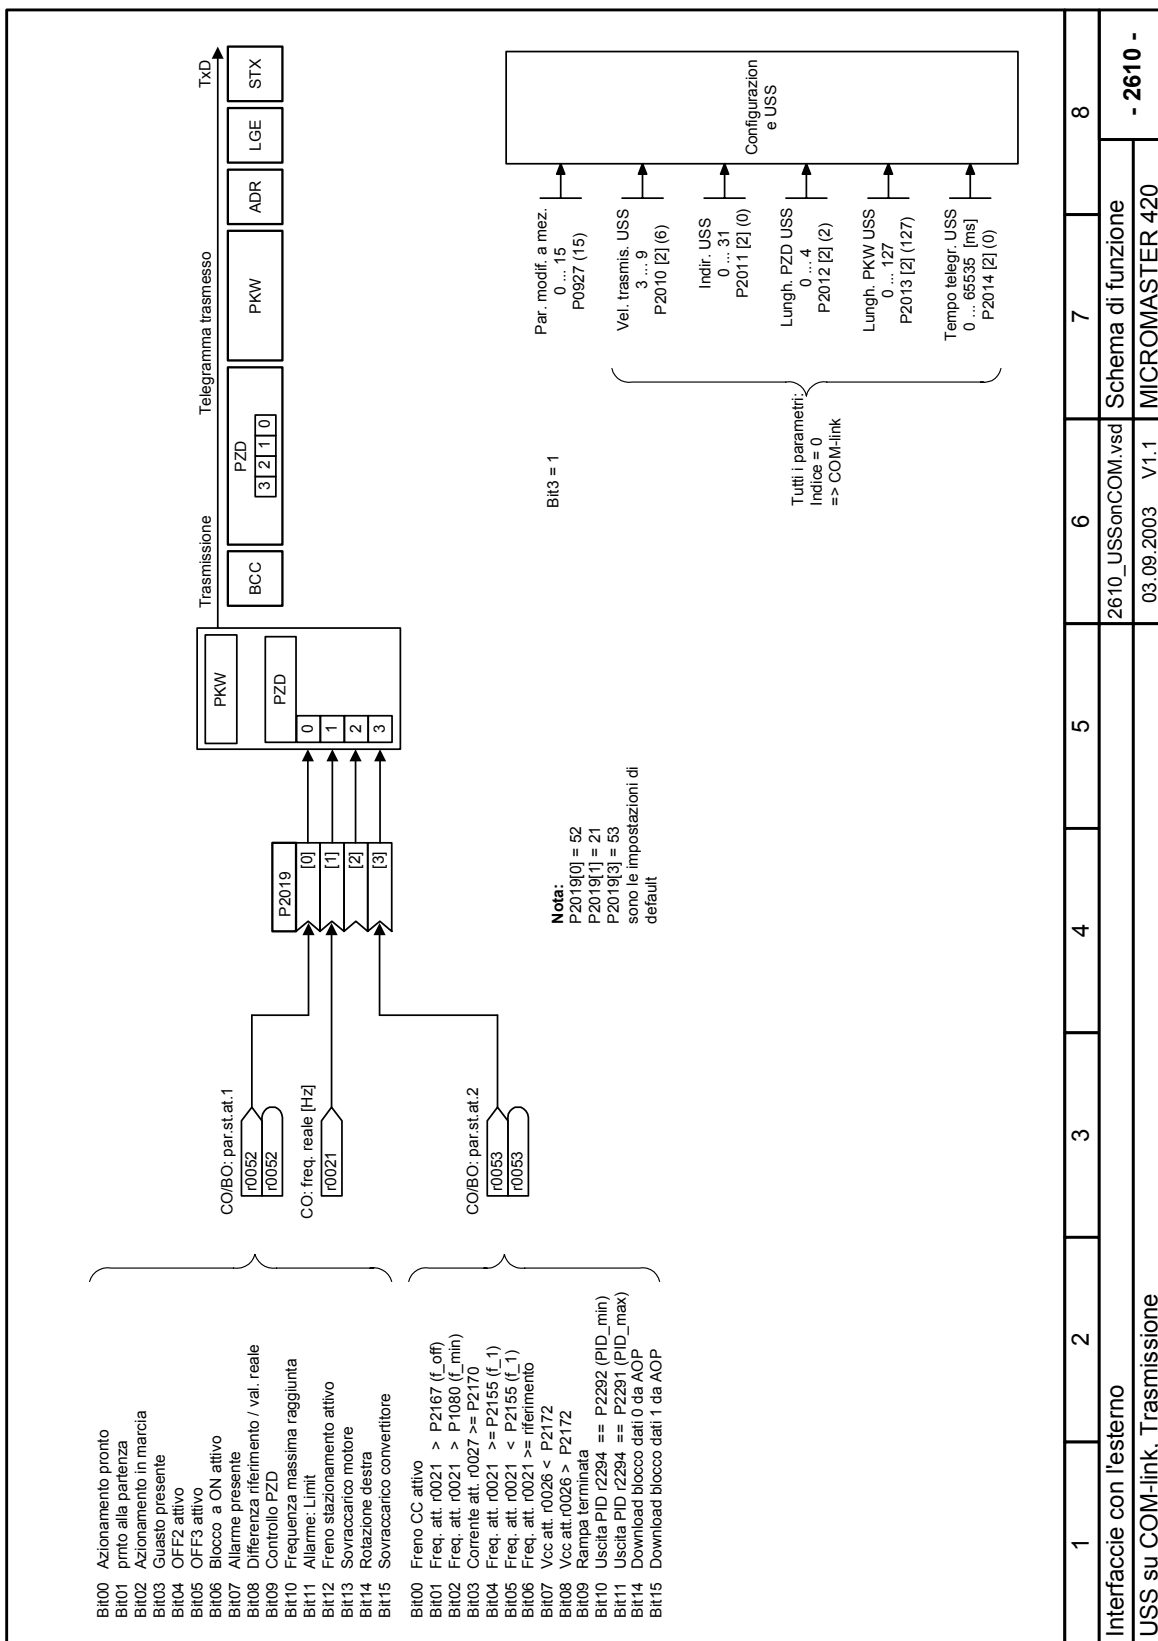 Bit00 Azionamento pronto
Bit01 prnto alla partenza
Bit02 Azionamento in marcia
Bit03 Guasto presente
Bit04 OFF2 attivo
Bit05 OFF3 attivo
Bit06 Blocco a ON attivo
Bit07 Allarme presente
Bit08 Differenza riferimento / val. reale
Bit09 Controllo PZD
Bit10 Frequenza massima raggiunta
Bit11 Allarme: Limit
Bit12 Freno stazionamento attivo
Bit13 Sovraccarico motore
Bit14 Rotazione destra
Bit15 Sovraccarico convertitore
Bit00 Freno CC attivo
Bit01 Freq. att. r0021 > P2167 (f_off)
Bit02 Freq. att. r0021 > P1080 (f_min)
Bit03 Corrente att. r0027 >= P2170
Bit04 Freq. att. r0021 >= P2155 (f_1)
Bit05 Freq. att. r0021 < P2155 (f_1)
Bit06 Freq. att. r0021 >= riferimento
Bit07 Vcc att. r0026 < P2172
Bit08 Vcc att.r0026 > P2172
Bit09 Rampa terminata
Bit10 Uscita PID r2294 == P2292 (PID_min)
Bit11 Uscita PID r2294 == P2291 (PID_max)
Bit14 Download blocco dati 0 da AOP
Bit15 Download blocco dati 1 da AOP
CO/BO: par.st.at.1
r0052
r0052
CO: freq. reale [Hz]
r0021
CO/BO: par.st.at.2
r0053
r0053
P2019
[0]
[1]
[2]
[3]
Nota:
P2019[0] = 52
P2019[1] = 21
P2019[3] = 53
sono le impostazioni di
default
PKW
PZD
0
1
2
3
Trasmissione
Telegramma trasmesso
TxD
BCC
PZD
3 2 1 0
PKW
ADR
LGE
STX
Bit3 = 1
Tutti i parametri:
Indice = 0
=> COM-link
Par. modif. a mez.
0 ... 15
P0927 (15)
Vel. trasmis. USS
3 ... 9
P2010 [2] (6)
Indir. USS
0 ... 31
P2011 [2] (0)
Lungh. PZD USS
0 ... 4
P2012 [2] (2)
Lungh. PKW USS
0 ... 127
P2013 [2] (127)
Tempo telegr. USS
0 ... 65535 [ms]
P2014 [2] (0)
Configurazion
e USS
1 2 3 4 5 6 7 8
Interfaccie con l'esterno
USS su COM-link, Trasmissione
2610_USSonCOM.vsd
03.09.2003 V1.1
Schema di funzione
MICROMASTER 420
- 2610 -